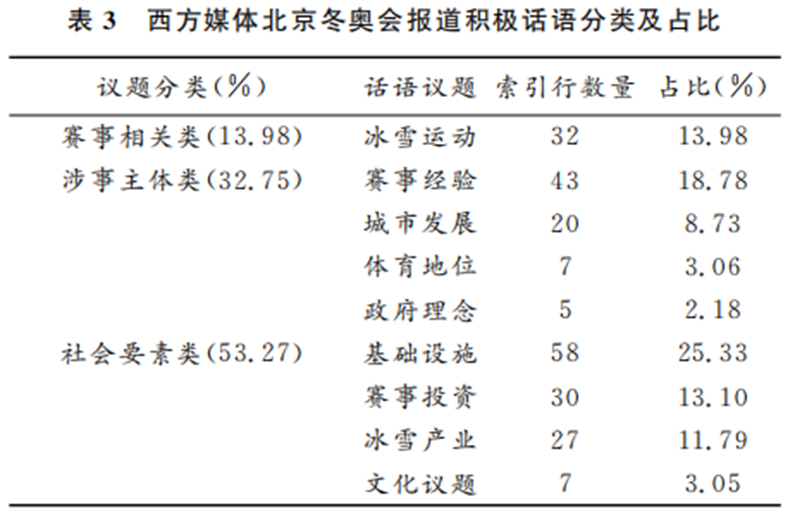 表 3 西方媒体北京冬奥会报道积极话语分类及占比
议题分类(%) 话语议题 索引行数量 占比(%)
赛事相关类(13.98) 冰雪运动 32 13.98
涉事主体类(32.75) 赛事经验 43 18.78
城市发展 20 8.73
体育地位 7 3.06
政府理念 5 2.18
社会要素类(53.27) 基础设施 58 25.33
赛事投资 30 13.10
冰雪产业 27 11.79
文化议题 7 3.05